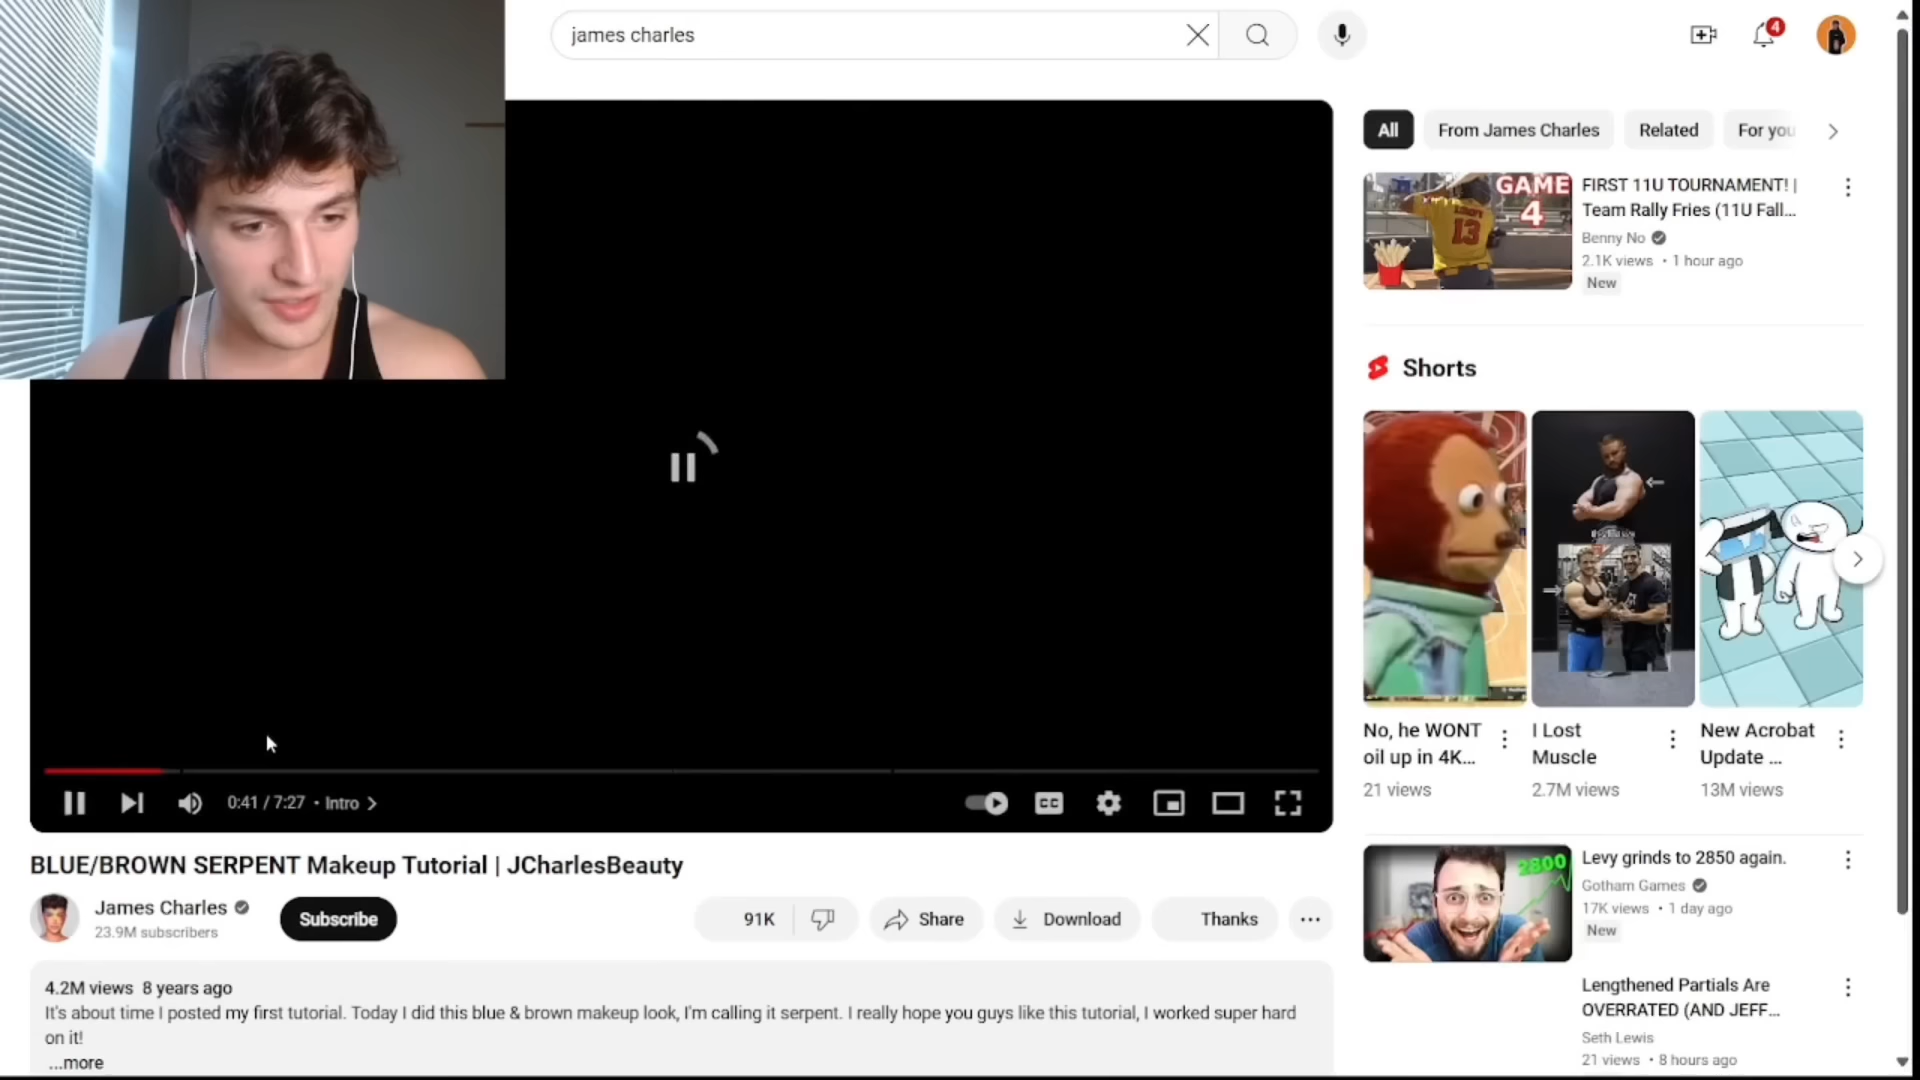 james charles
4
All
From James Charles
Related
For you
GAME
4
13
FIRST 11U TOURNAMENT! |
Team Rally Fries (11U Fall...
Benny No
2.1K views • 1 hour ago
New
Shorts
No, he WONT
oil up in 4K...
21 views
I Lost
Muscle
2.7M views
New Acrobat
Update ...
13M views
0:41 / 7:27 • Intro
CC
BLUE/BROWN SERPENT Makeup Tutorial | JCharlesBeauty
James Charles
23.9M subscribers
Subscribe
91K
Share
Download
Thanks
4.2M views 8 years ago
It's about time I posted my first tutorial. Today I did this blue & brown makeup look, I'm calling it serpent. I really hope you guys like this tutorial, I worked super hard
on it!
...more
2800
Levy grinds to 2850 again.
Gotham Games
17K views • 1 day ago
New
Lengthened Partials Are
OVERRATED (AND JEFF...
Seth Lewis
21 views • 8 hours ago